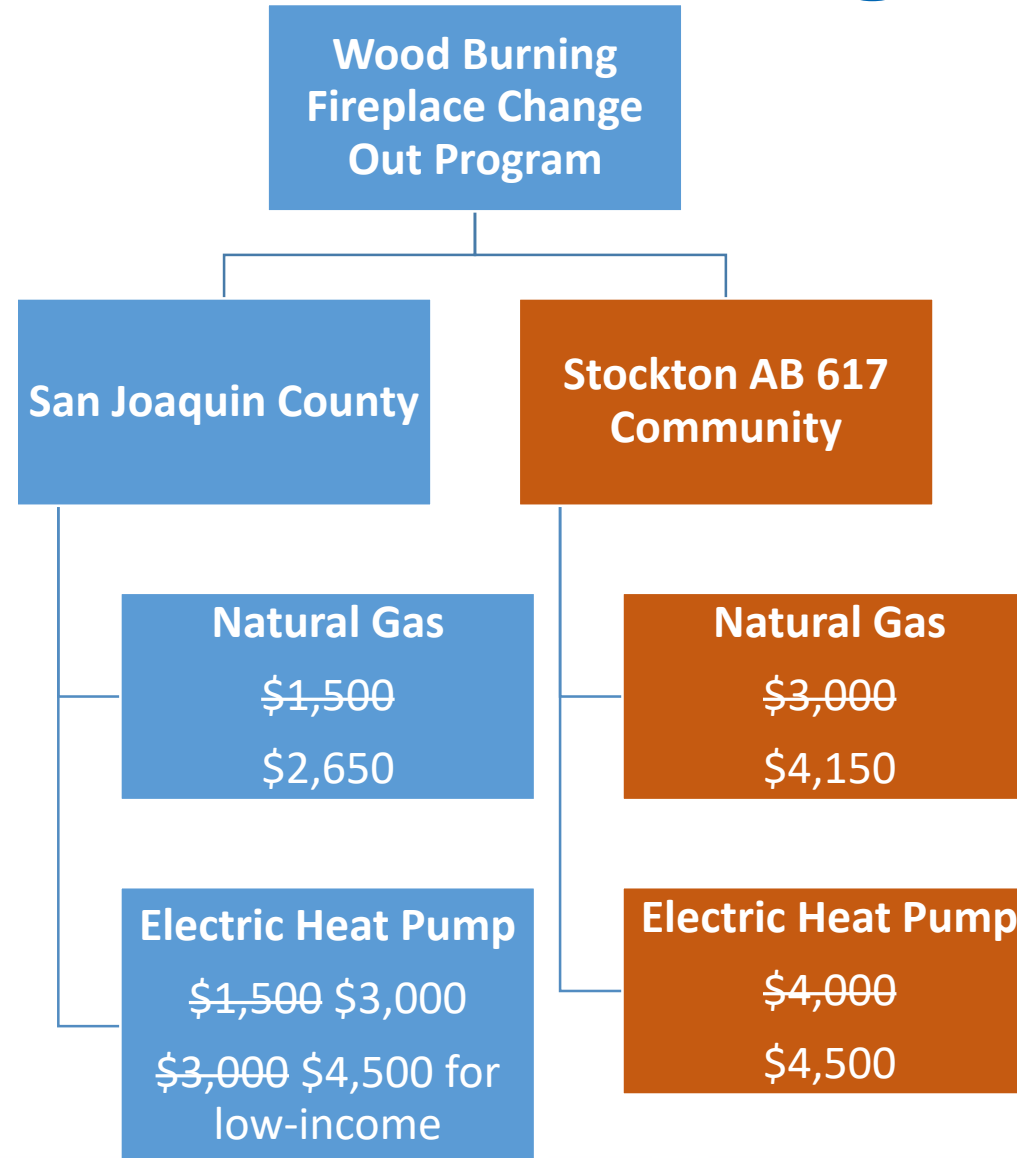 Wood Burning
Fireplace Change
Out Program
San Joaquin County
Stockton AB 617
Community
Natural Gas
$1,500
$2,650
Natural Gas
$3,000
$4,150
Electric Heat Pump
$1,500 $3,000
$3,000 $4,500 for
low-income
Electric Heat Pump
$4,000
$4,500